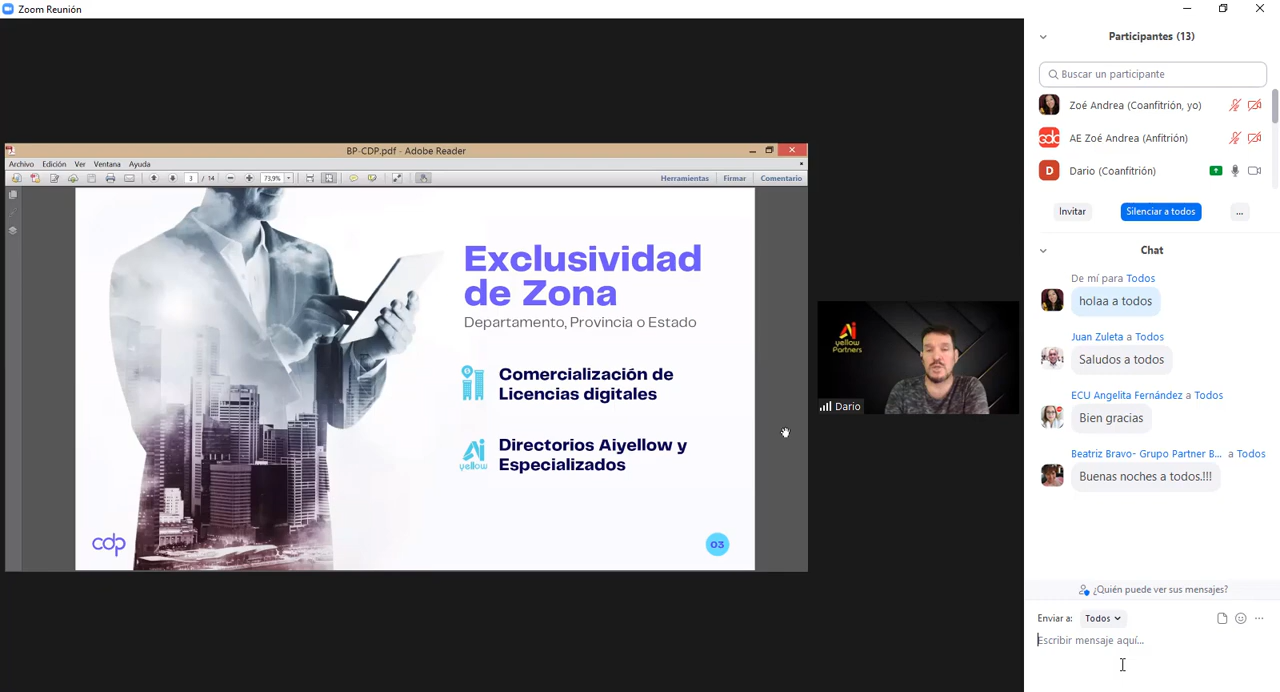 Zoom Reunión
BP-CDP.pdf - Adobe Reader
Archivo Edición Ver Ventana Ayuda
3 / 14 73,9% Herramientas Firmar Comentario
Exclusividad
de Zona
Departamento, Provincia o Estado
Comercialización de
Licencias digitales
Ai
yellow
Directorios Aiyellow y
Especializados
cdp
03
Ai
yellow
Partners
Dario
Participantes (13)
Buscar un participante
Zoé Andrea (Coanfitrión, yo)
cdp
AE Zoé Andrea (Anfitrión)
D
Dario (Coanfitrión)
Invitar Silenciar a todos ...
Chat
De mí para Todos
holaa a todos
Juan Zuleta a Todos
Saludos a todos
ECU Angelita Fernández a Todos
Bien gracias
Beatriz Bravo- Grupo Partner B... a Todos
Buenas noches a todos.!!!
¿Quién puede ver sus mensajes?
Enviar a: Todos
Escribir mensaje aquí...